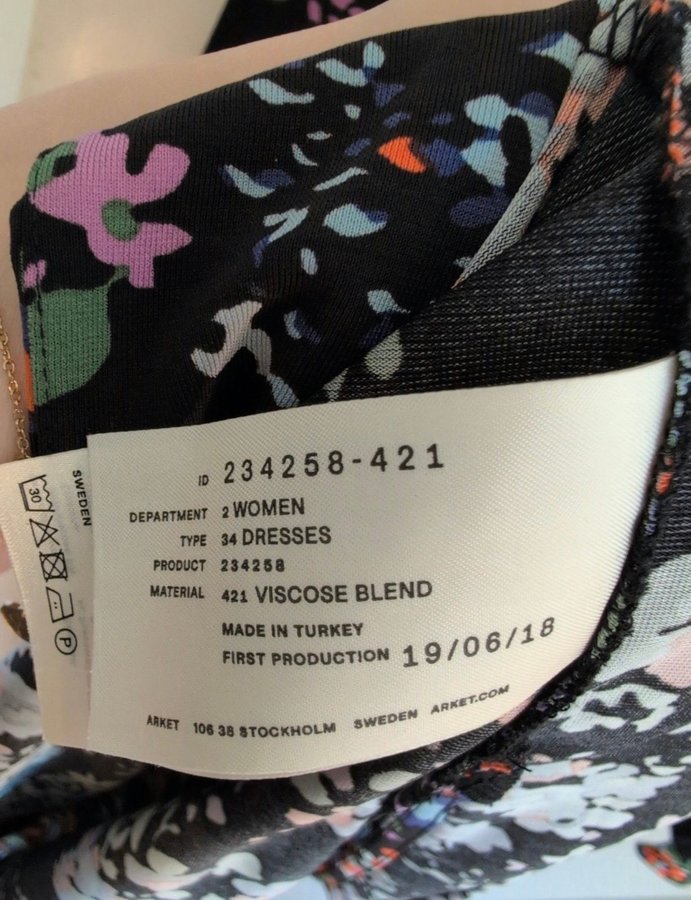 ID 234258-421
DEPARTMENT 2 WOMEN
TYPE 34 DRESSES
PRODUCT 234258
MATERIAL 421 VISCOSE BLEND
MADE IN TURKEY
FIRST PRODUCTION 19/06/18
ARKET 106 38 STOCKHOLM SWEDEN ARKET.COM
SWEDEN
30
P